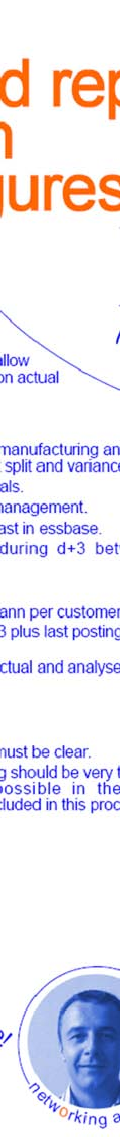 d rep
n
gures
allow
on actual
manufacturing an
split and variance
als.
management.
ast in essbase.
during d+3 betw
ann per customer
3 plus last posting
ctual and analyse
must be clear.
g should be very t
possible in the
cluded in this proc
e!
networking a